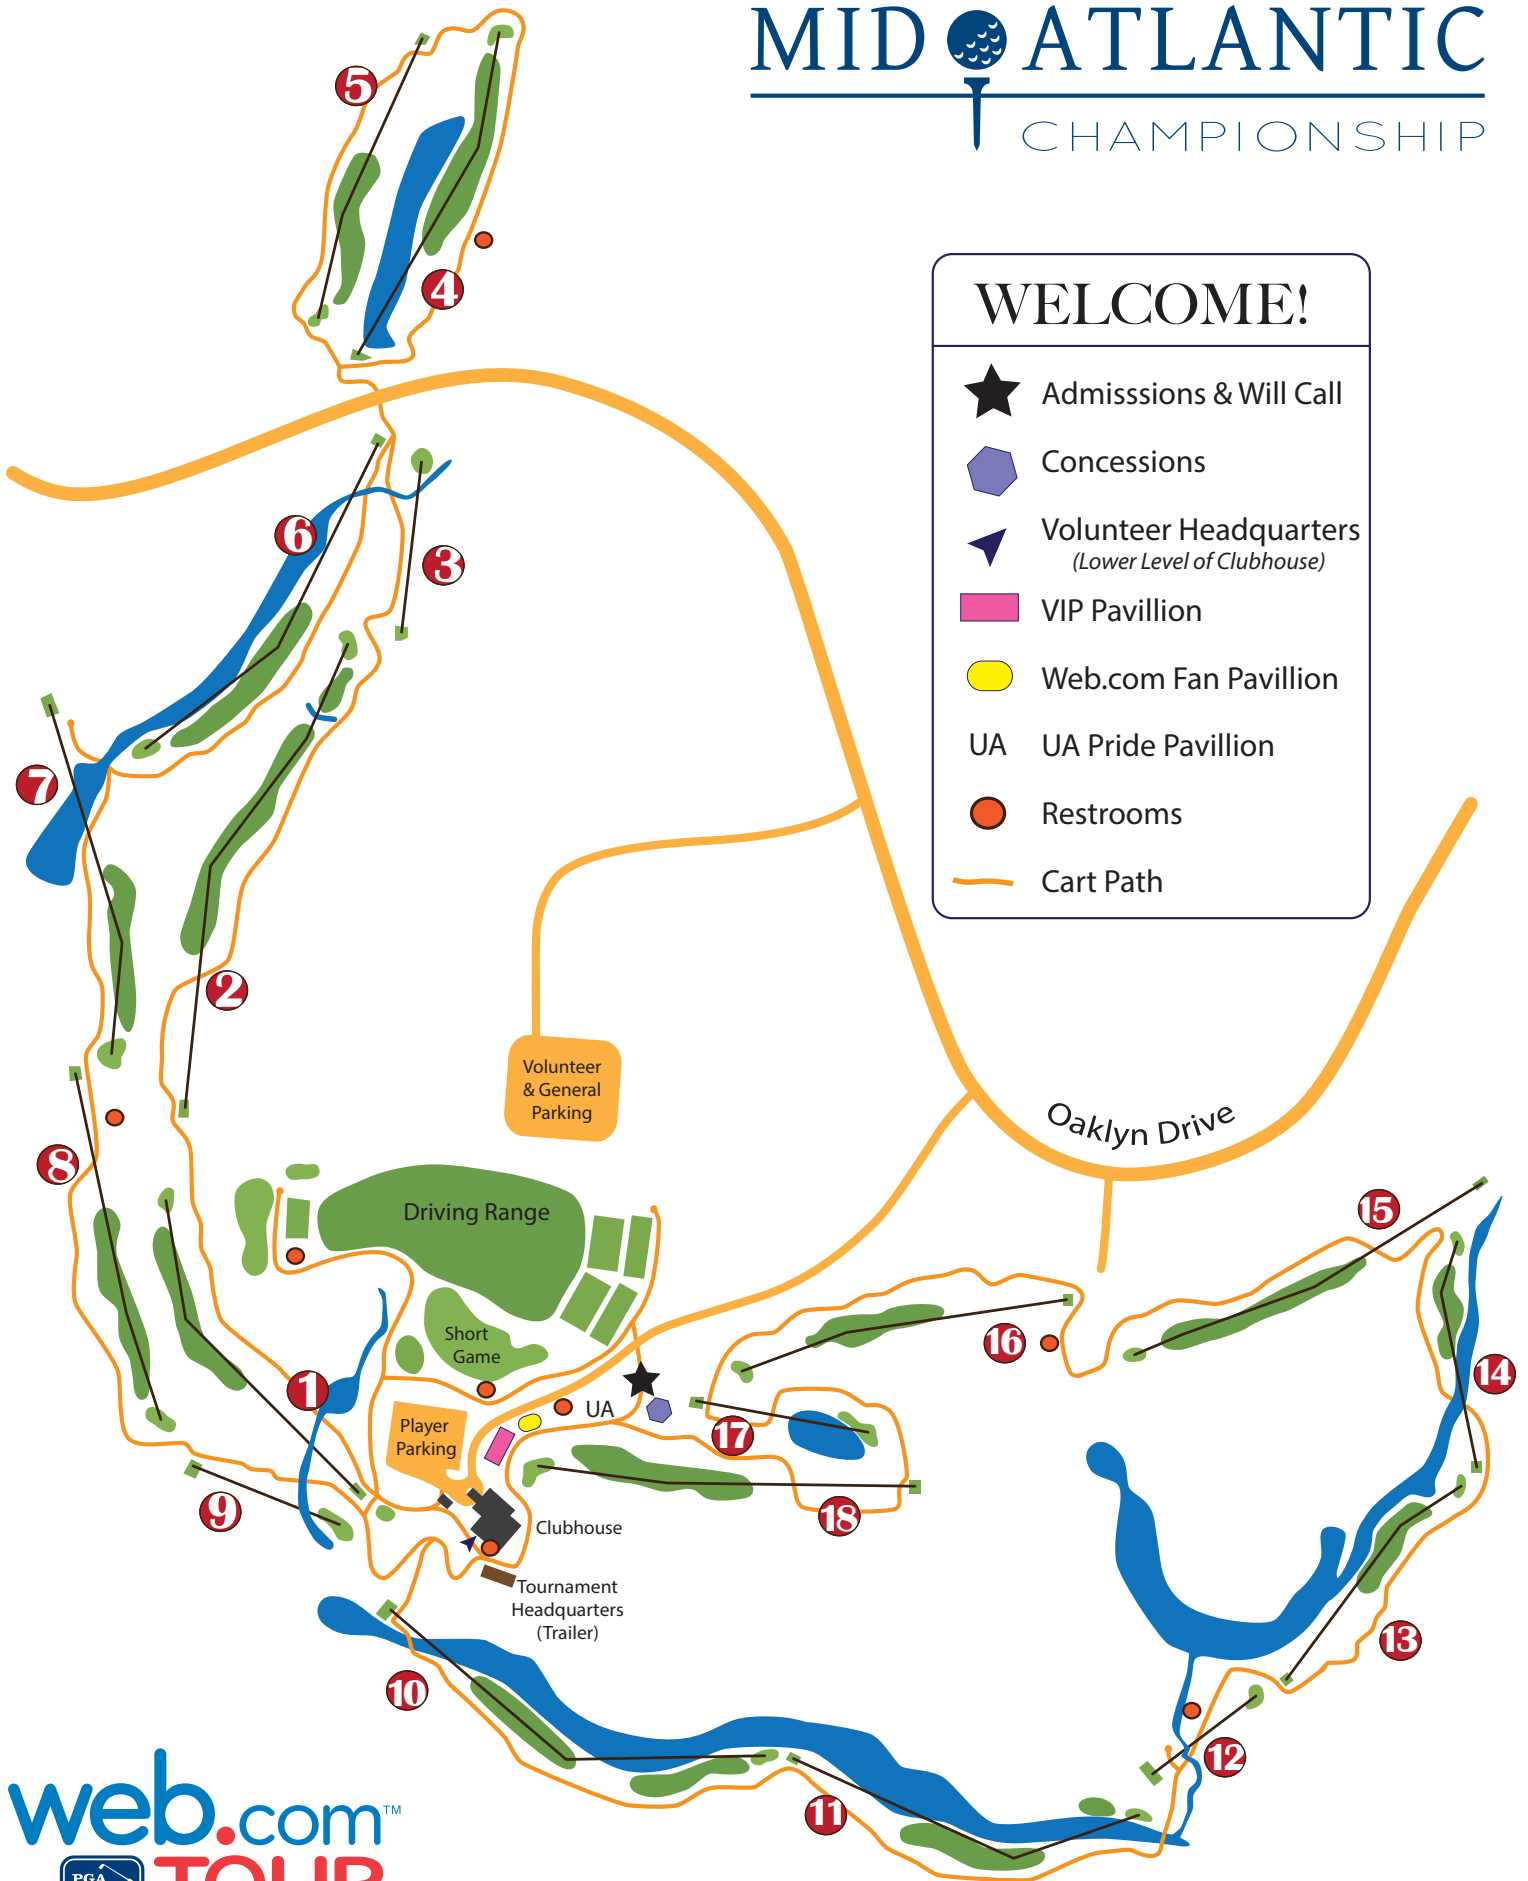 MID ATLANTIC
CHAMPIONSHIP
5
4
WELCOME!
Admisssions & Will Call
Concessions
Volunteer Headquarters
(Lower Level of Clubhouse)
VIP Pavillion
Web.com Fan Pavillion
UA UA Pride Pavillion
Restrooms
Cart Path
6
3
7
2
Volunteer
& General
Parking
Oaklyn Drive
8
Driving Range
15
Short
Game
16
14
1
UA
Player
Parking
17
9
18
Clubhouse
Tournament
Headquarters
(Trailer)
13
10
12
11
web.com™
PGA
TOUR